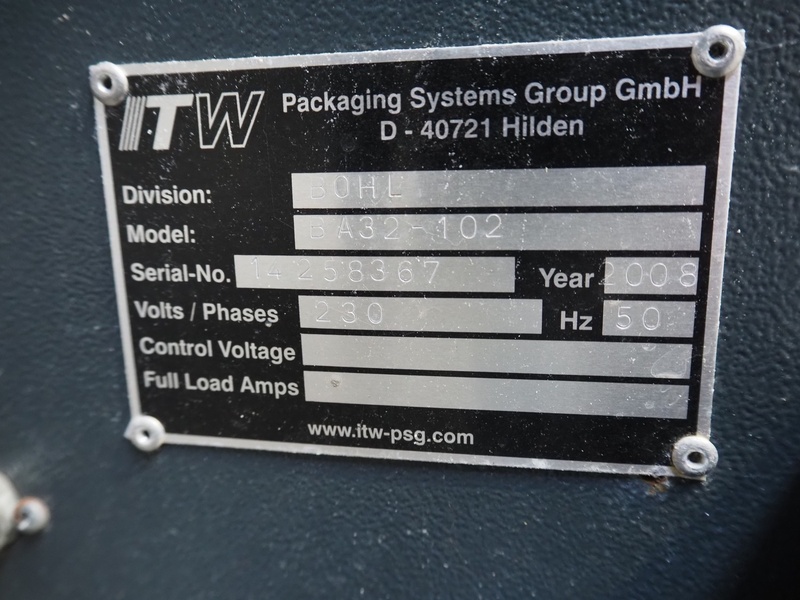 ITW Packaging Systems Group GmbH
D - 40721 Hilden
Division: BOHL
Model: BA32-102
Serial-No. 14258367 Year 2008
Volts / Phases 230 Hz 50
Control Voltage
Full Load Amps
www.itw-psg.com